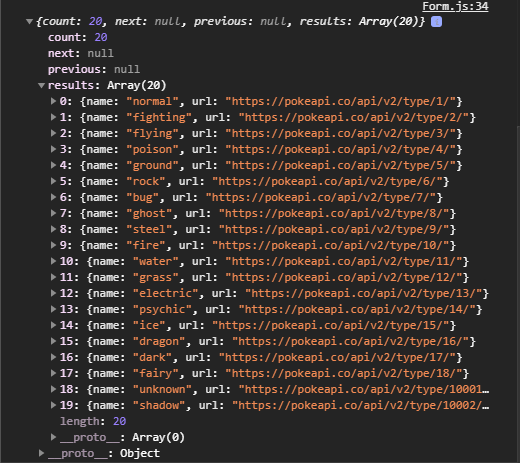 Form.js:34
{count: 20, next: null, previous: null, results: Array(20)} i
count: 20
next: null
previous: null
results: Array(20)
0: {name: "normal", url: "https://pokeapi.co/api/v2/type/1/"}
1: {name: "fighting", url: "https://pokeapi.co/api/v2/type/2/"}
2: {name: "flying", url: "https://pokeapi.co/api/v2/type/3/"}
3: {name: "poison", url: "https://pokeapi.co/api/v2/type/4/"}
4: {name: "ground", url: "https://pokeapi.co/api/v2/type/5/"}
5: {name: "rock", url: "https://pokeapi.co/api/v2/type/6/"}
6: {name: "bug", url: "https://pokeapi.co/api/v2/type/7/"}
7: {name: "ghost", url: "https://pokeapi.co/api/v2/type/8/"}
8: {name: "steel", url: "https://pokeapi.co/api/v2/type/9/"}
9: {name: "fire", url: "https://pokeapi.co/api/v2/type/10/"}
10: {name: "water", url: "https://pokeapi.co/api/v2/type/11/"}
11: {name: "grass", url: "https://pokeapi.co/api/v2/type/12/"}
12: {name: "electric", url: "https://pokeapi.co/api/v2/type/13/"}
13: {name: "psychic", url: "https://pokeapi.co/api/v2/type/14/"}
14: {name: "ice", url: "https://pokeapi.co/api/v2/type/15/"}
15: {name: "dragon", url: "https://pokeapi.co/api/v2/type/16/"}
16: {name: "dark", url: "https://pokeapi.co/api/v2/type/17/"}
17: {name: "fairy", url: "https://pokeapi.co/api/v2/type/18/"}
18: {name: "unknown", url: "https://pokeapi.co/api/v2/type/10001…
19: {name: "shadow", url: "https://pokeapi.co/api/v2/type/10002/…
length: 20
__proto__: Array(0)
__proto__: Object